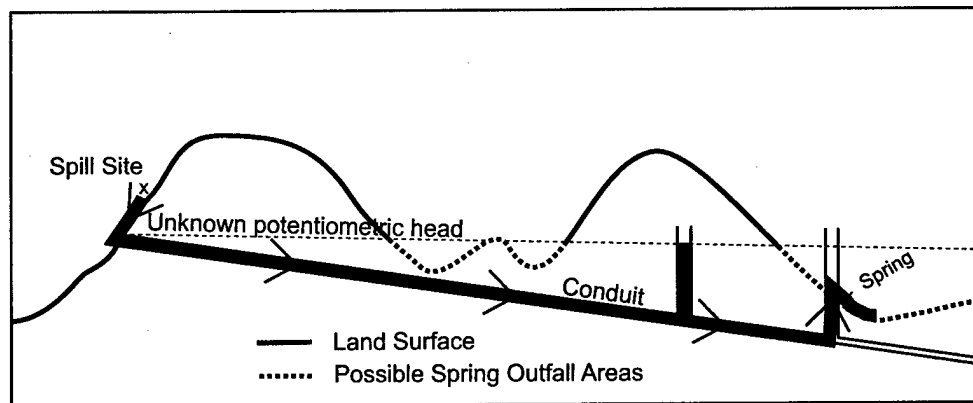 Spill Site
x
Unknown potentiometric head
Conduit
Spring
Land Surface
Possible Spring Outfall Areas